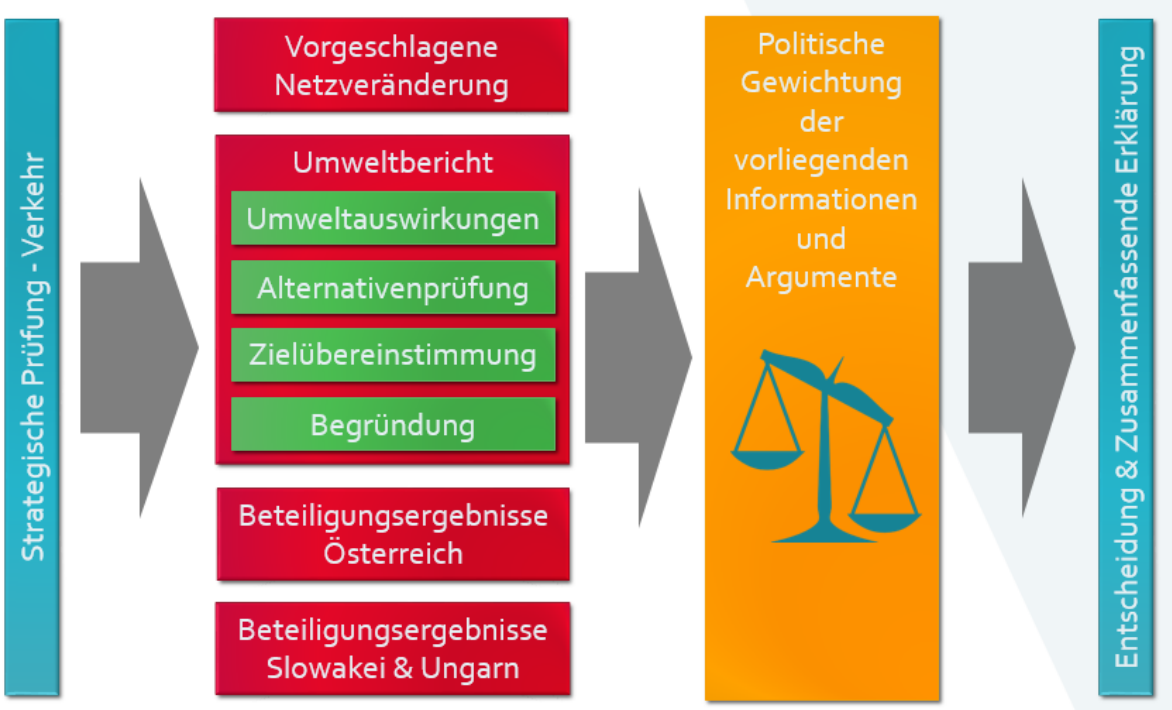 Strategische Prüfung - Verkehr
Vorgeschlagene
Netzveränderung
Umweltbericht
Umweltauswirkungen
Alternativenprüfung
Zielübereinstimmung
Begründung
Beteiligungsergebnisse
Österreich
Beteiligungsergebnisse
Slowakei & Ungarn
Politische
Gewichtung
der
vorliegenden
Informationen
und
Argumente
Entscheidung & Zusammenfassende Erklärung